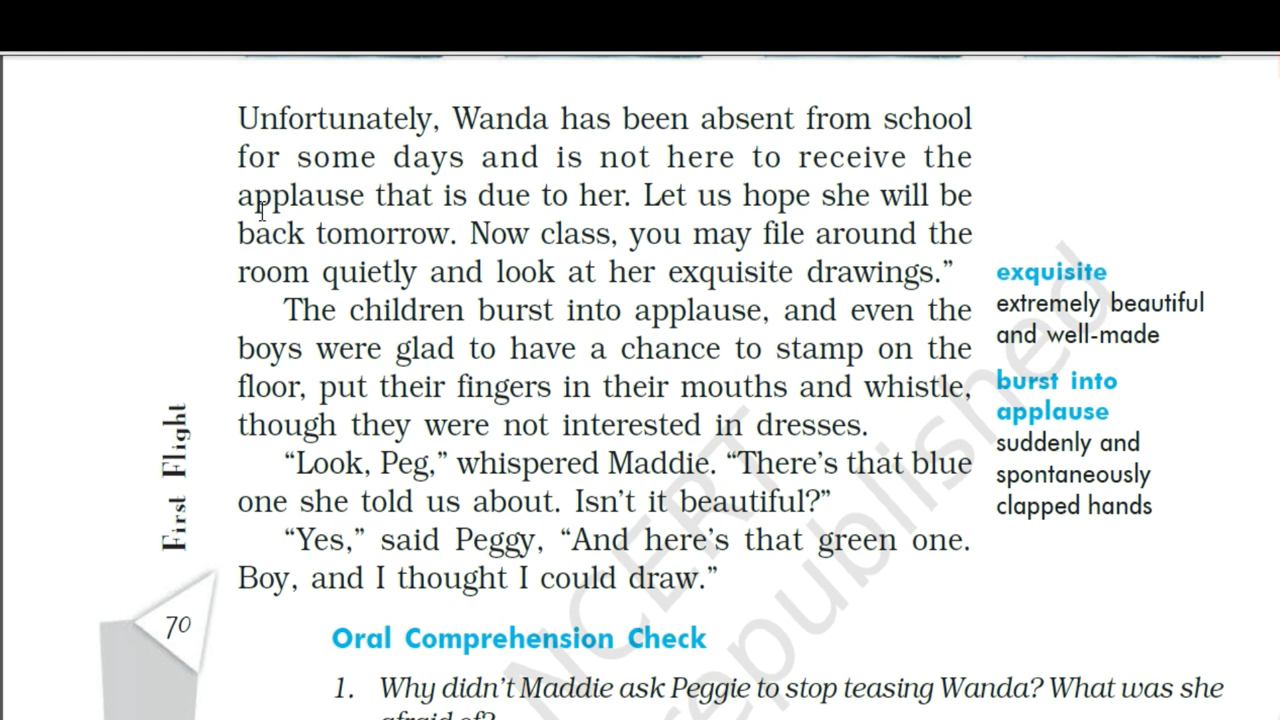 Unfortunately, Wanda has been absent from school
for some days and is not here to receive the
applause that is due to her. Let us hope she will be
back tomorrow. Now class, you may file around the
room quietly and look at her exquisite drawings.”
The children burst into applause, and even the
boys were glad to have a chance to stamp on the
floor, put their fingers in their mouths and whistle,
though they were not interested in dresses.
“Look, Peg,” whispered Maddie. “There’s that blue
one she told us about. Isn’t it beautiful?”
“Yes,” said Peggy, “And here’s that green one.
Boy, and I thought I could draw.”
exquisite
extremely beautiful
and well-made
burst into
applause
suddenly and
spontaneously
clapped hands
First Flight
70
Oral Comprehension Check
1. Why didn’t Maddie ask Peggie to stop teasing Wanda? What was she
afraid of?
NCERT
republished